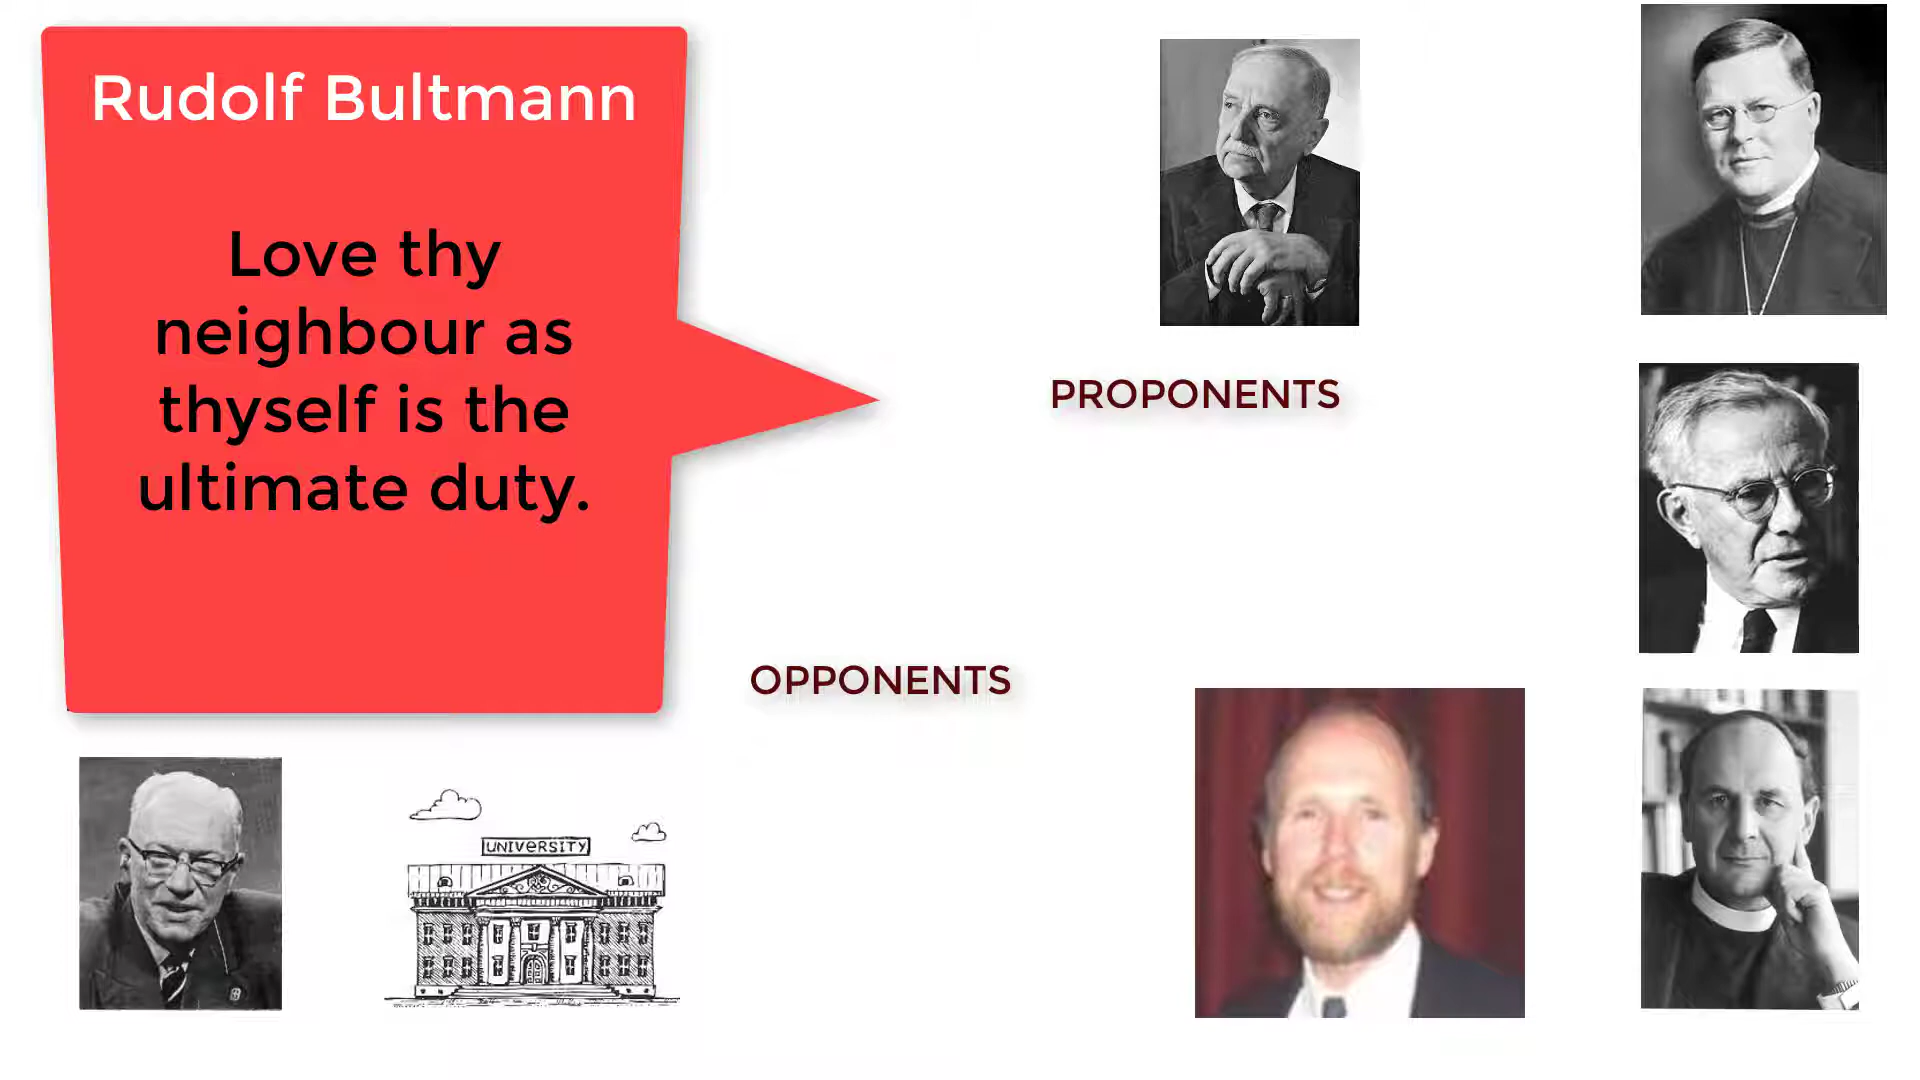 Rudolf Bultmann
Love thy
neighbour as
thyself is the
ultimate duty.
PROPONENTS
OPPONENTS
UNIVERSITY